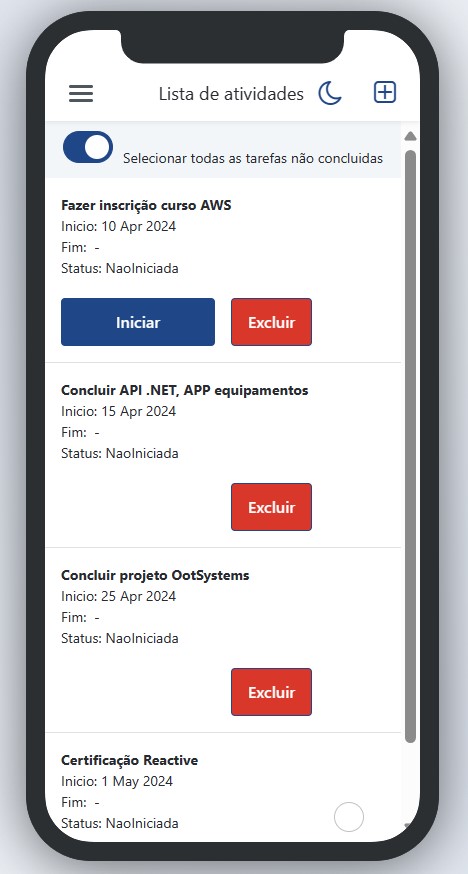 Lista de atividades
Selecionar todas as tarefas não concluidas
Fazer inscrição curso AWS
Inicio: 10 Apr 2024
Fim: -
Status: NaoIniciada
Iniciar Excluir
Concluir API .NET, APP equipamentos
Inicio: 15 Apr 2024
Fim: -
Status: NaoIniciada
Excluir
Concluir projeto OotSystems
Inicio: 25 Apr 2024
Fim: -
Status: NaoIniciada
Excluir
Certificação Reactive
Inicio: 1 May 2024
Fim: -
Status: NaoIniciada